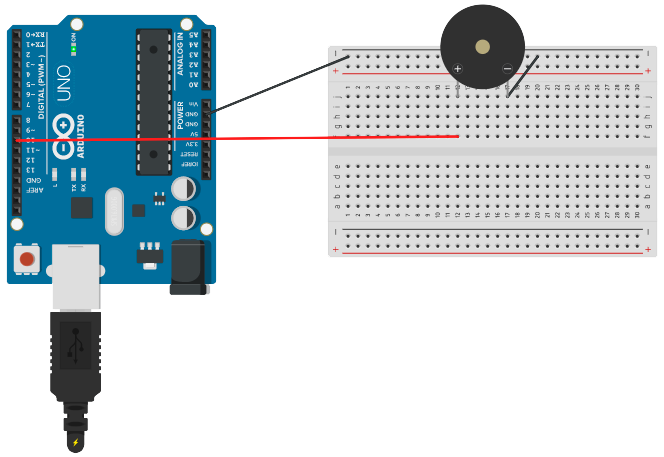 RX←0
TX→1
2
~3
4
~5
~6
7
DIGITAL (PWM~)
8
~9
~10
~11
12
13
GND
AREF
L
TX
RX
ON
UNO
ARDUINO
A5
A4
A3
A2
A1
A0
ANALOG IN
Vin
GND
GND
5V
3.3V
RESET
IOREF
POWER
+ −
− −
+ +
1 2 3 4 5 6 7 8 9 10 11 12 17 18 19 20 21 22 23 24 25 26 27 28 29 30
j j
i i
h h
g g
f
e e
d d
c c
b b
a a
1 2 3 4 5 6 7 8 9 10 11 12 13 14 15 16 17 18 19 20 21 22 23 24 25 26 27 28 29 30
− −
+ +